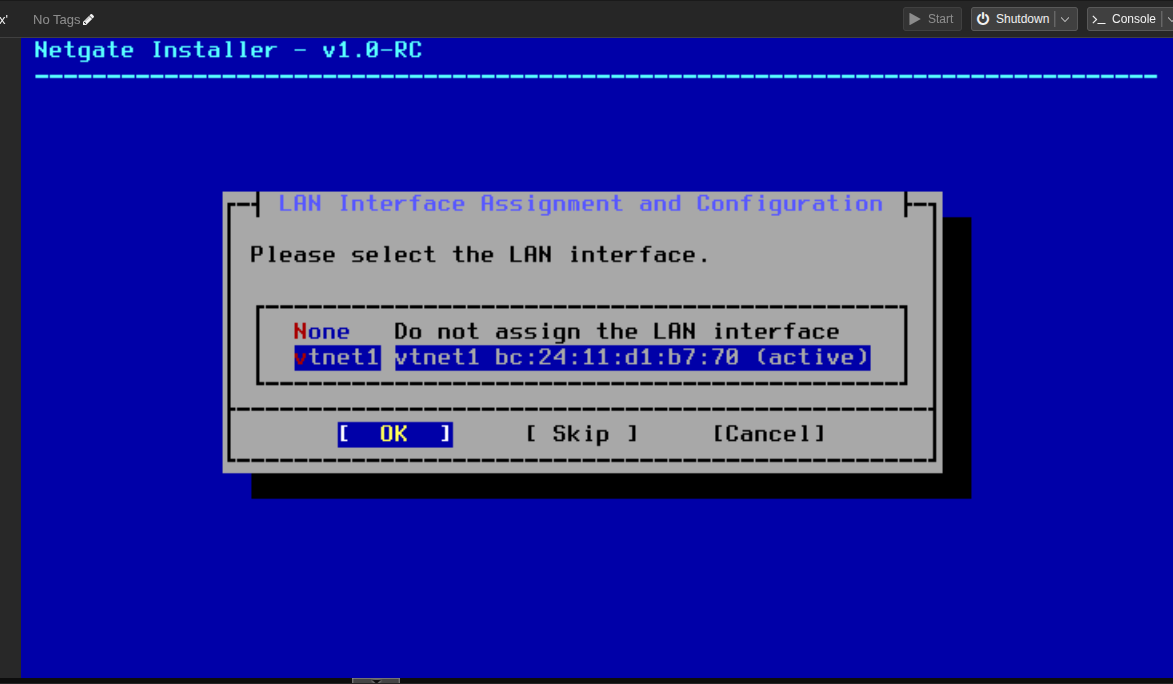 x'
No Tags
Start
Shutdown
Console
Netgate Installer - v1.0-RC
LAN Interface Assignment and Configuration
Please select the LAN interface.
None Do not assign the LAN interface
vtnet1 vtnet1 bc:24:11:d1:b7:70 (active)
[ OK ] [ Skip ] [Cancel]